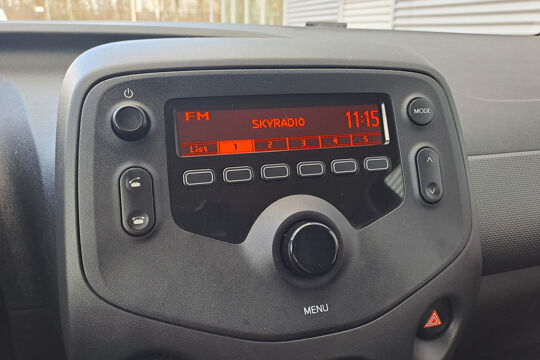 FM
SKYRADIO
11:15
MODE
List 1 2 3 4 5
MENU